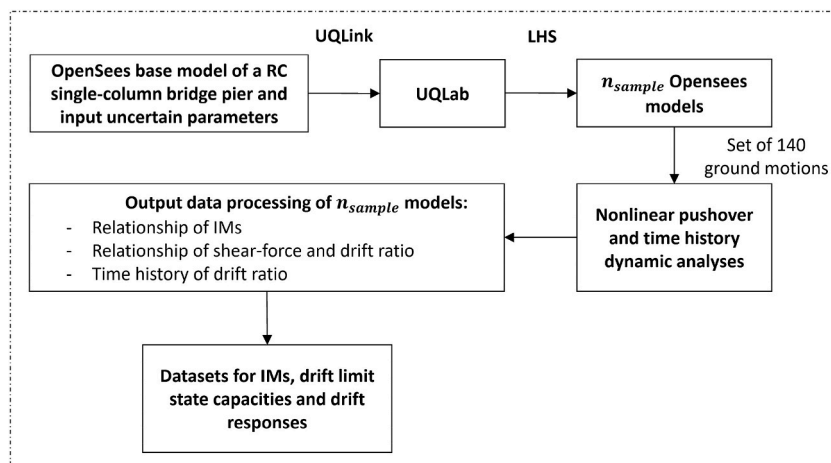 UQLink
LHS
OpenSees base model of a RC
single-column bridge pier and
input uncertain parameters
UQLab
n_sample Opensees
models
Set of 140
ground motions
Output data processing of n_sample models:
- Relationship of IMs
- Relationship of shear-force and drift ratio
- Time history of drift ratio
Nonlinear pushover
and time history
dynamic analyses
Datasets for IMs, drift limit
state capacities and drift
responses